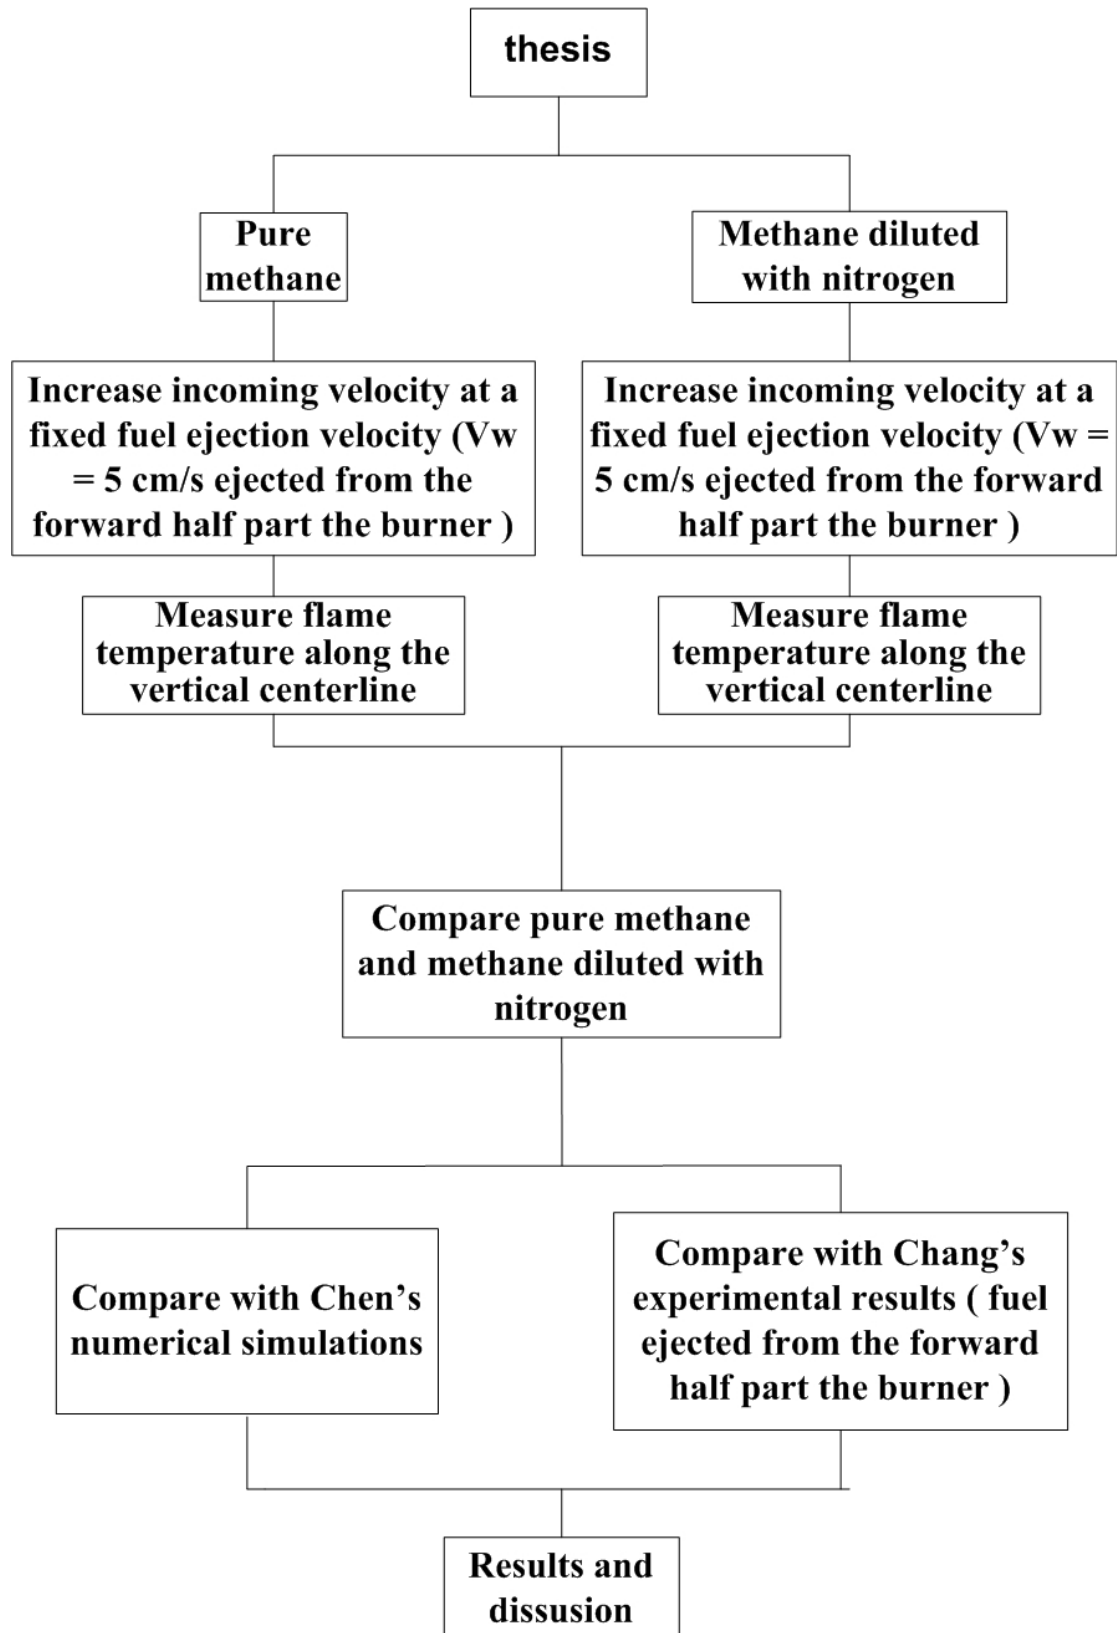 thesis
Pure
methane
Methane diluted
with nitrogen
Increase incoming velocity at a
fixed fuel ejection velocity (Vw
= 5 cm/s ejected from the
forward half part the burner )
Increase incoming velocity at a
fixed fuel ejection velocity (Vw =
5 cm/s ejected from the forward
half part the burner )
Measure flame
temperature along the
vertical centerline
Measure flame
temperature along the
vertical centerline
Compare pure methane
and methane diluted with
nitrogen
Compare with Chen’s
numerical simulations
Compare with Chang’s
experimental results ( fuel
ejected from the forward
half part the burner )
Results and
dissusion